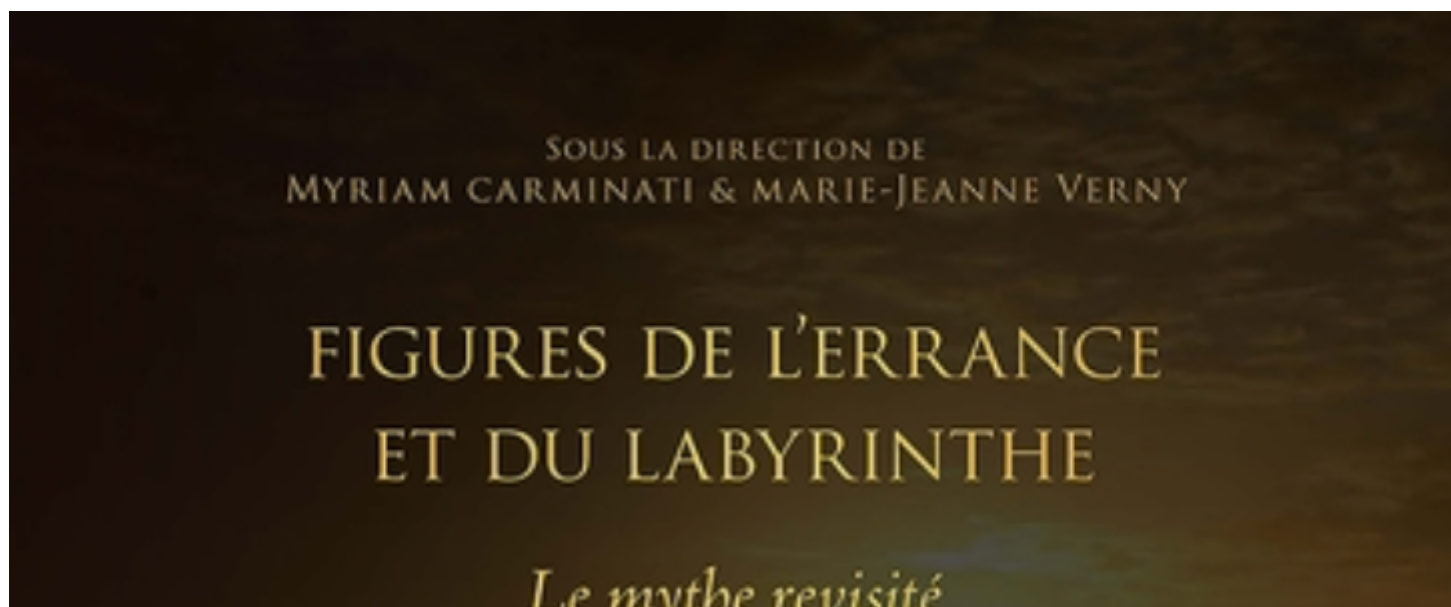 SOUS LA DIRECTION DE
MYRIAM CARMINATI & MARIE-JEANNE VERNY
FIGURES DE L'ERRANCE
ET DU LABYRINTHE
Le mythe revisité